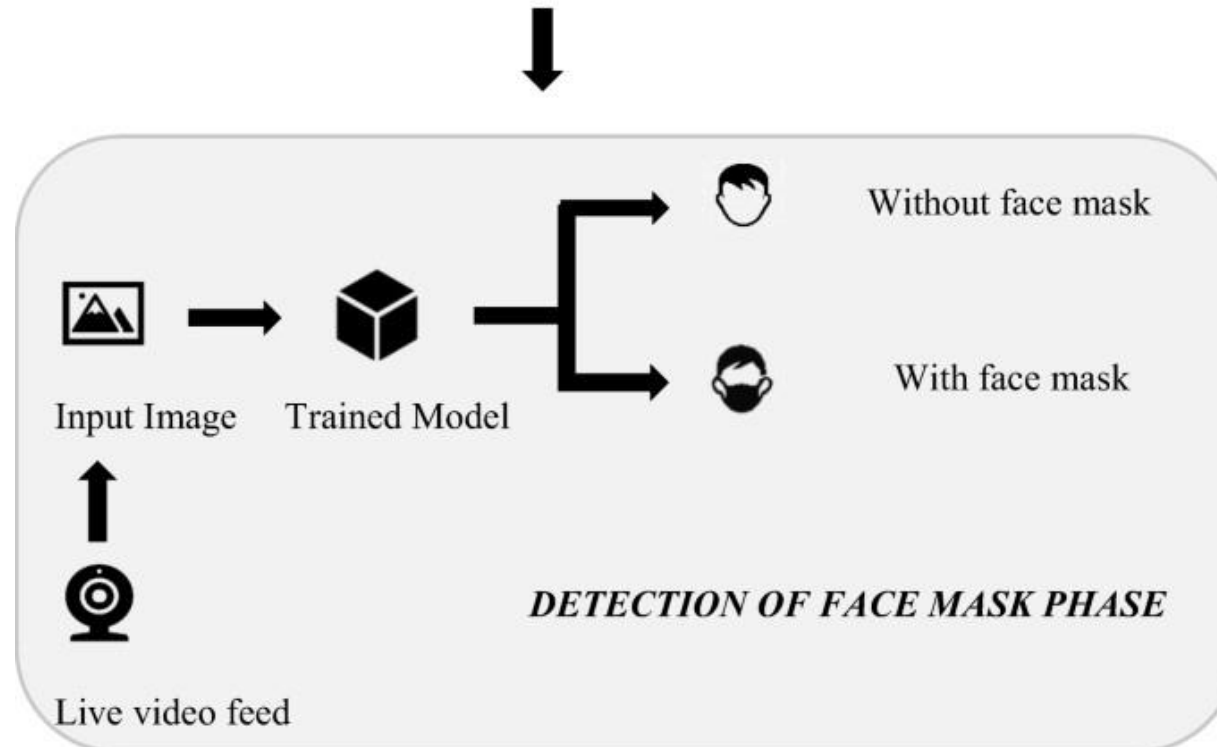 Without face mask
With face mask
Input Image
Trained Model
DETECTION OF FACE MASK PHASE
Live video feed